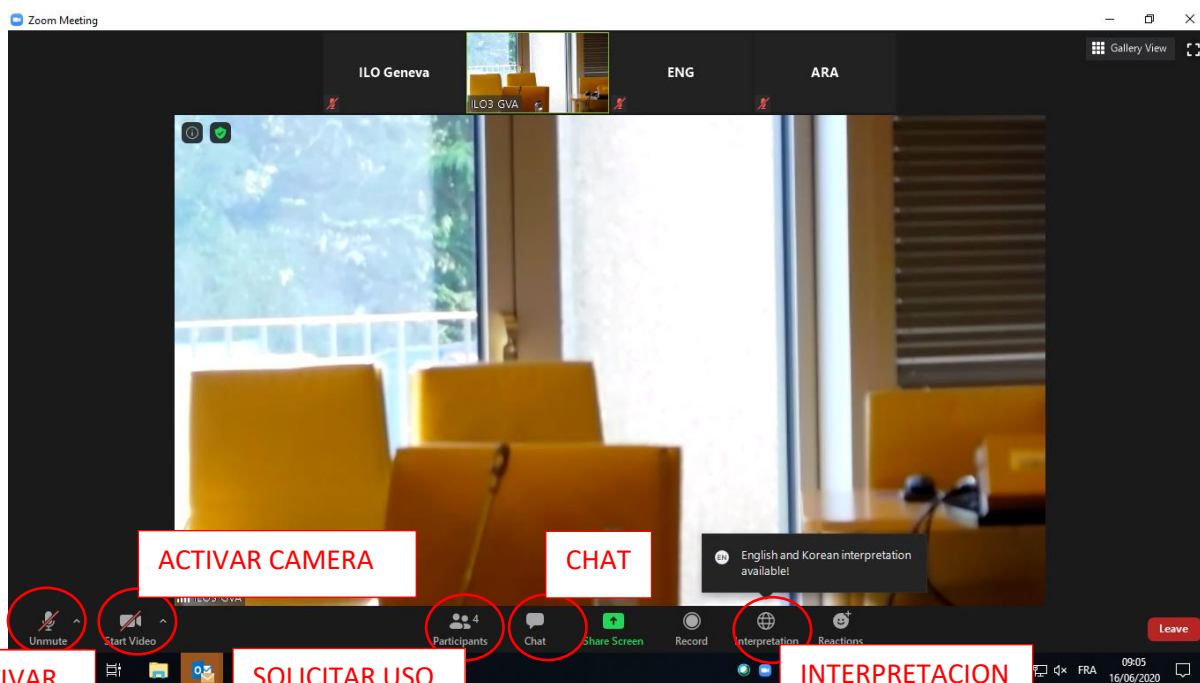 Zoom Meeting
Gallery View
ILO Geneva
ILO3 GVA
ENG
ARA
ACTIVAR CAMERA
CHAT
EN
English and Korean interpretation
available!
ILO3 GVA
Unmute
Start Video
4
Participants
Chat
Share Screen
Record
Interpretation
Reactions
Leave
SOLICITAR USO
INTERPRETACION
FRA
09:05
16/06/2020